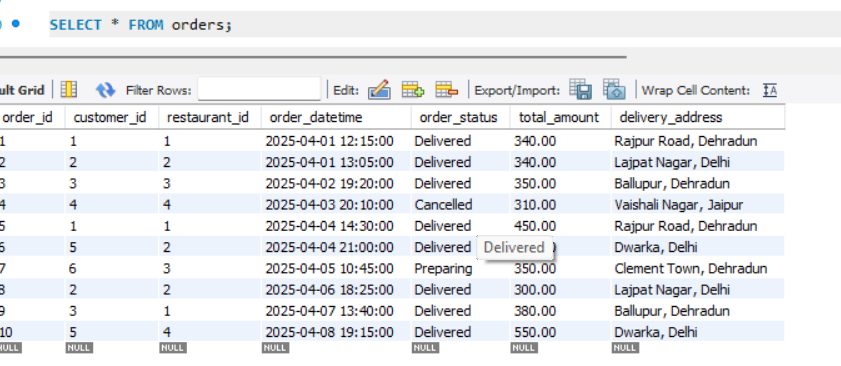 SELECT * FROM orders;
ult Grid Filter Rows: Edit: Export/Import: Wrap Cell Content: IA
order_id customer_id restaurant_id order_datetime order_status total_amount delivery_address
1 1 1 2025-04-01 12:15:00 Delivered 340.00 Rajpur Road, Dehradun
2 2 2 2025-04-01 13:05:00 Delivered 340.00 Lajpat Nagar, Delhi
3 3 3 2025-04-02 19:20:00 Delivered 350.00 Ballupur, Dehradun
4 4 4 2025-04-03 20:10:00 Cancelled 310.00 Vaishali Nagar, Jaipur
5 1 1 2025-04-04 14:30:00 Delivered 450.00 Rajpur Road, Dehradun
6 5 2 2025-04-04 21:00:00 Delivered Delivered Dwarka, Delhi
7 6 3 2025-04-05 10:45:00 Preparing 350.00 Clement Town, Dehradun
8 2 2 2025-04-06 18:25:00 Delivered 300.00 Lajpat Nagar, Delhi
9 3 1 2025-04-07 13:40:00 Delivered 380.00 Ballupur, Dehradun
10 5 4 2025-04-08 19:15:00 Delivered 550.00 Dwarka, Delhi
NULL NULL NULL NULL NULL NULL NULL